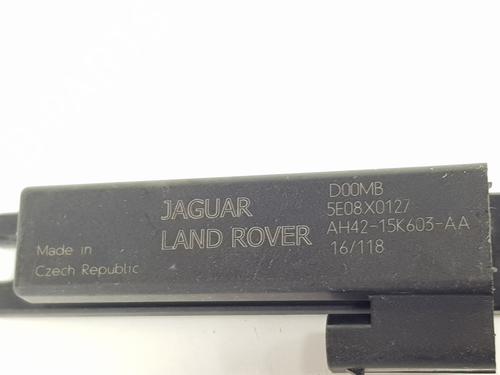 JAGUAR
LAND ROVER
D00MB
5E08X0127
AH42-15K603-AA
16/118
Made in
Czech Republic